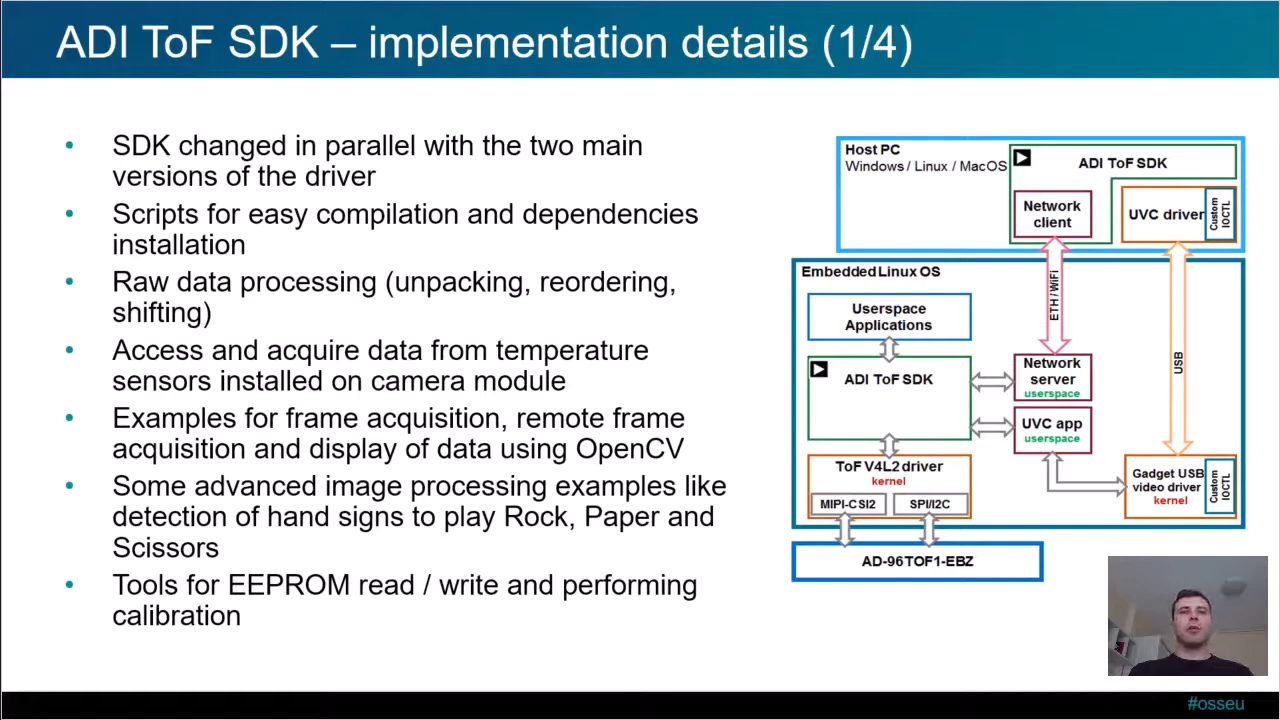 ADI ToF SDK – implementation details (1/4)
• SDK changed in parallel with the two main
versions of the driver
• Scripts for easy compilation and dependencies
installation
• Raw data processing (unpacking, reordering,
shifting)
• Access and acquire data from temperature
sensors installed on camera module
• Examples for frame acquisition, remote frame
acquisition and display of data using OpenCV
• Some advanced image processing examples like
detection of hand signs to play Rock, Paper and
Scissors
• Tools for EEPROM read / write and performing
calibration
Host PC
Windows / Linux / MacOS
ADI ToF SDK
Network
client
UVC driver
Custom
IOCTL
Embedded Linux OS
ETH / WiFi
USB
Userspace
Applications
ADI ToF SDK
Network
server
userspace
UVC app
userspace
ToF V4L2 driver
kernel
MIPI-CSI2
SPI/I2C
Gadget USB
video driver
kernel
Custom
IOCTL
AD-96TOF1-EBZ
#osseu